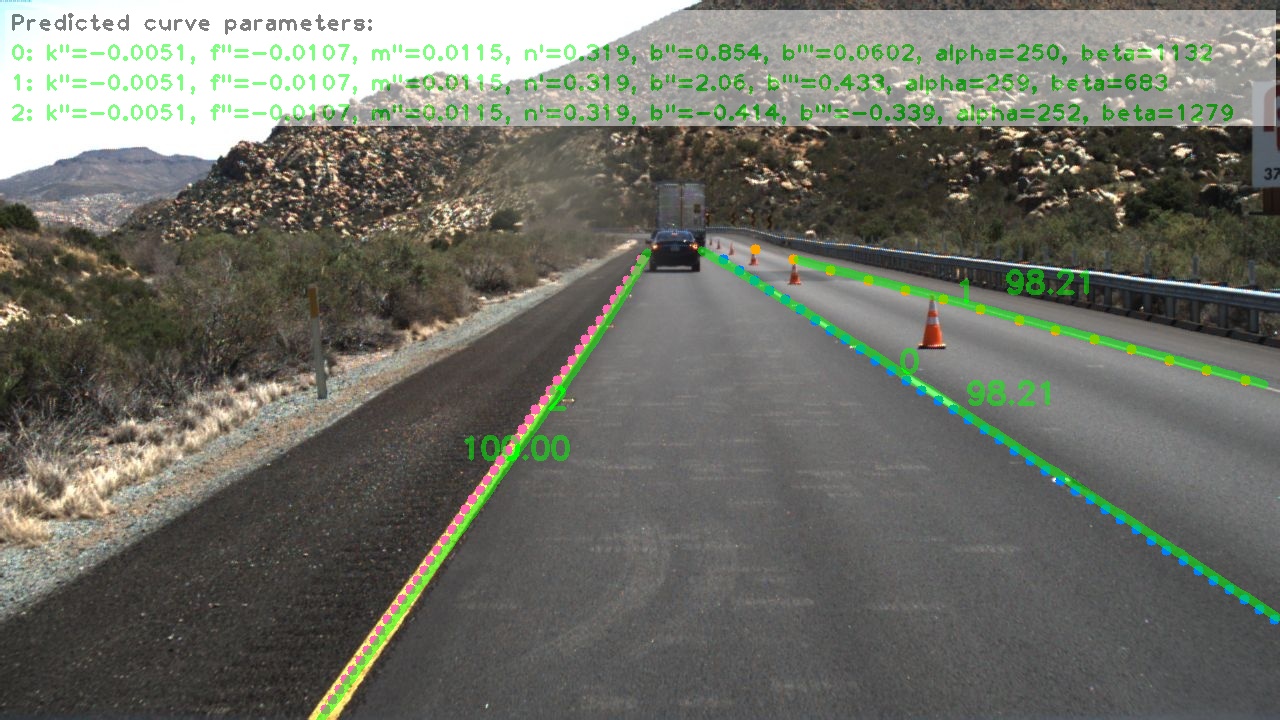 Predicted curve parameters:
0: k''=-0.0051, f''=-0.0107, m''=0.0115, n'=0.319, b''=0.854, b'''=0.0602, alpha=250, beta=1132
1: k''=-0.0051, f''=-0.0107, m''=0.0115, n'=0.319, b''=2.06, b'''=0.433, alpha=259, beta=683
2: k''=-0.0051, f''=-0.0107, m''=0.0115, n'=0.319, b''=-0.414, b'''=-0.339, alpha=252, beta=1279
37
1 98.21
0 98.21
2
100.00